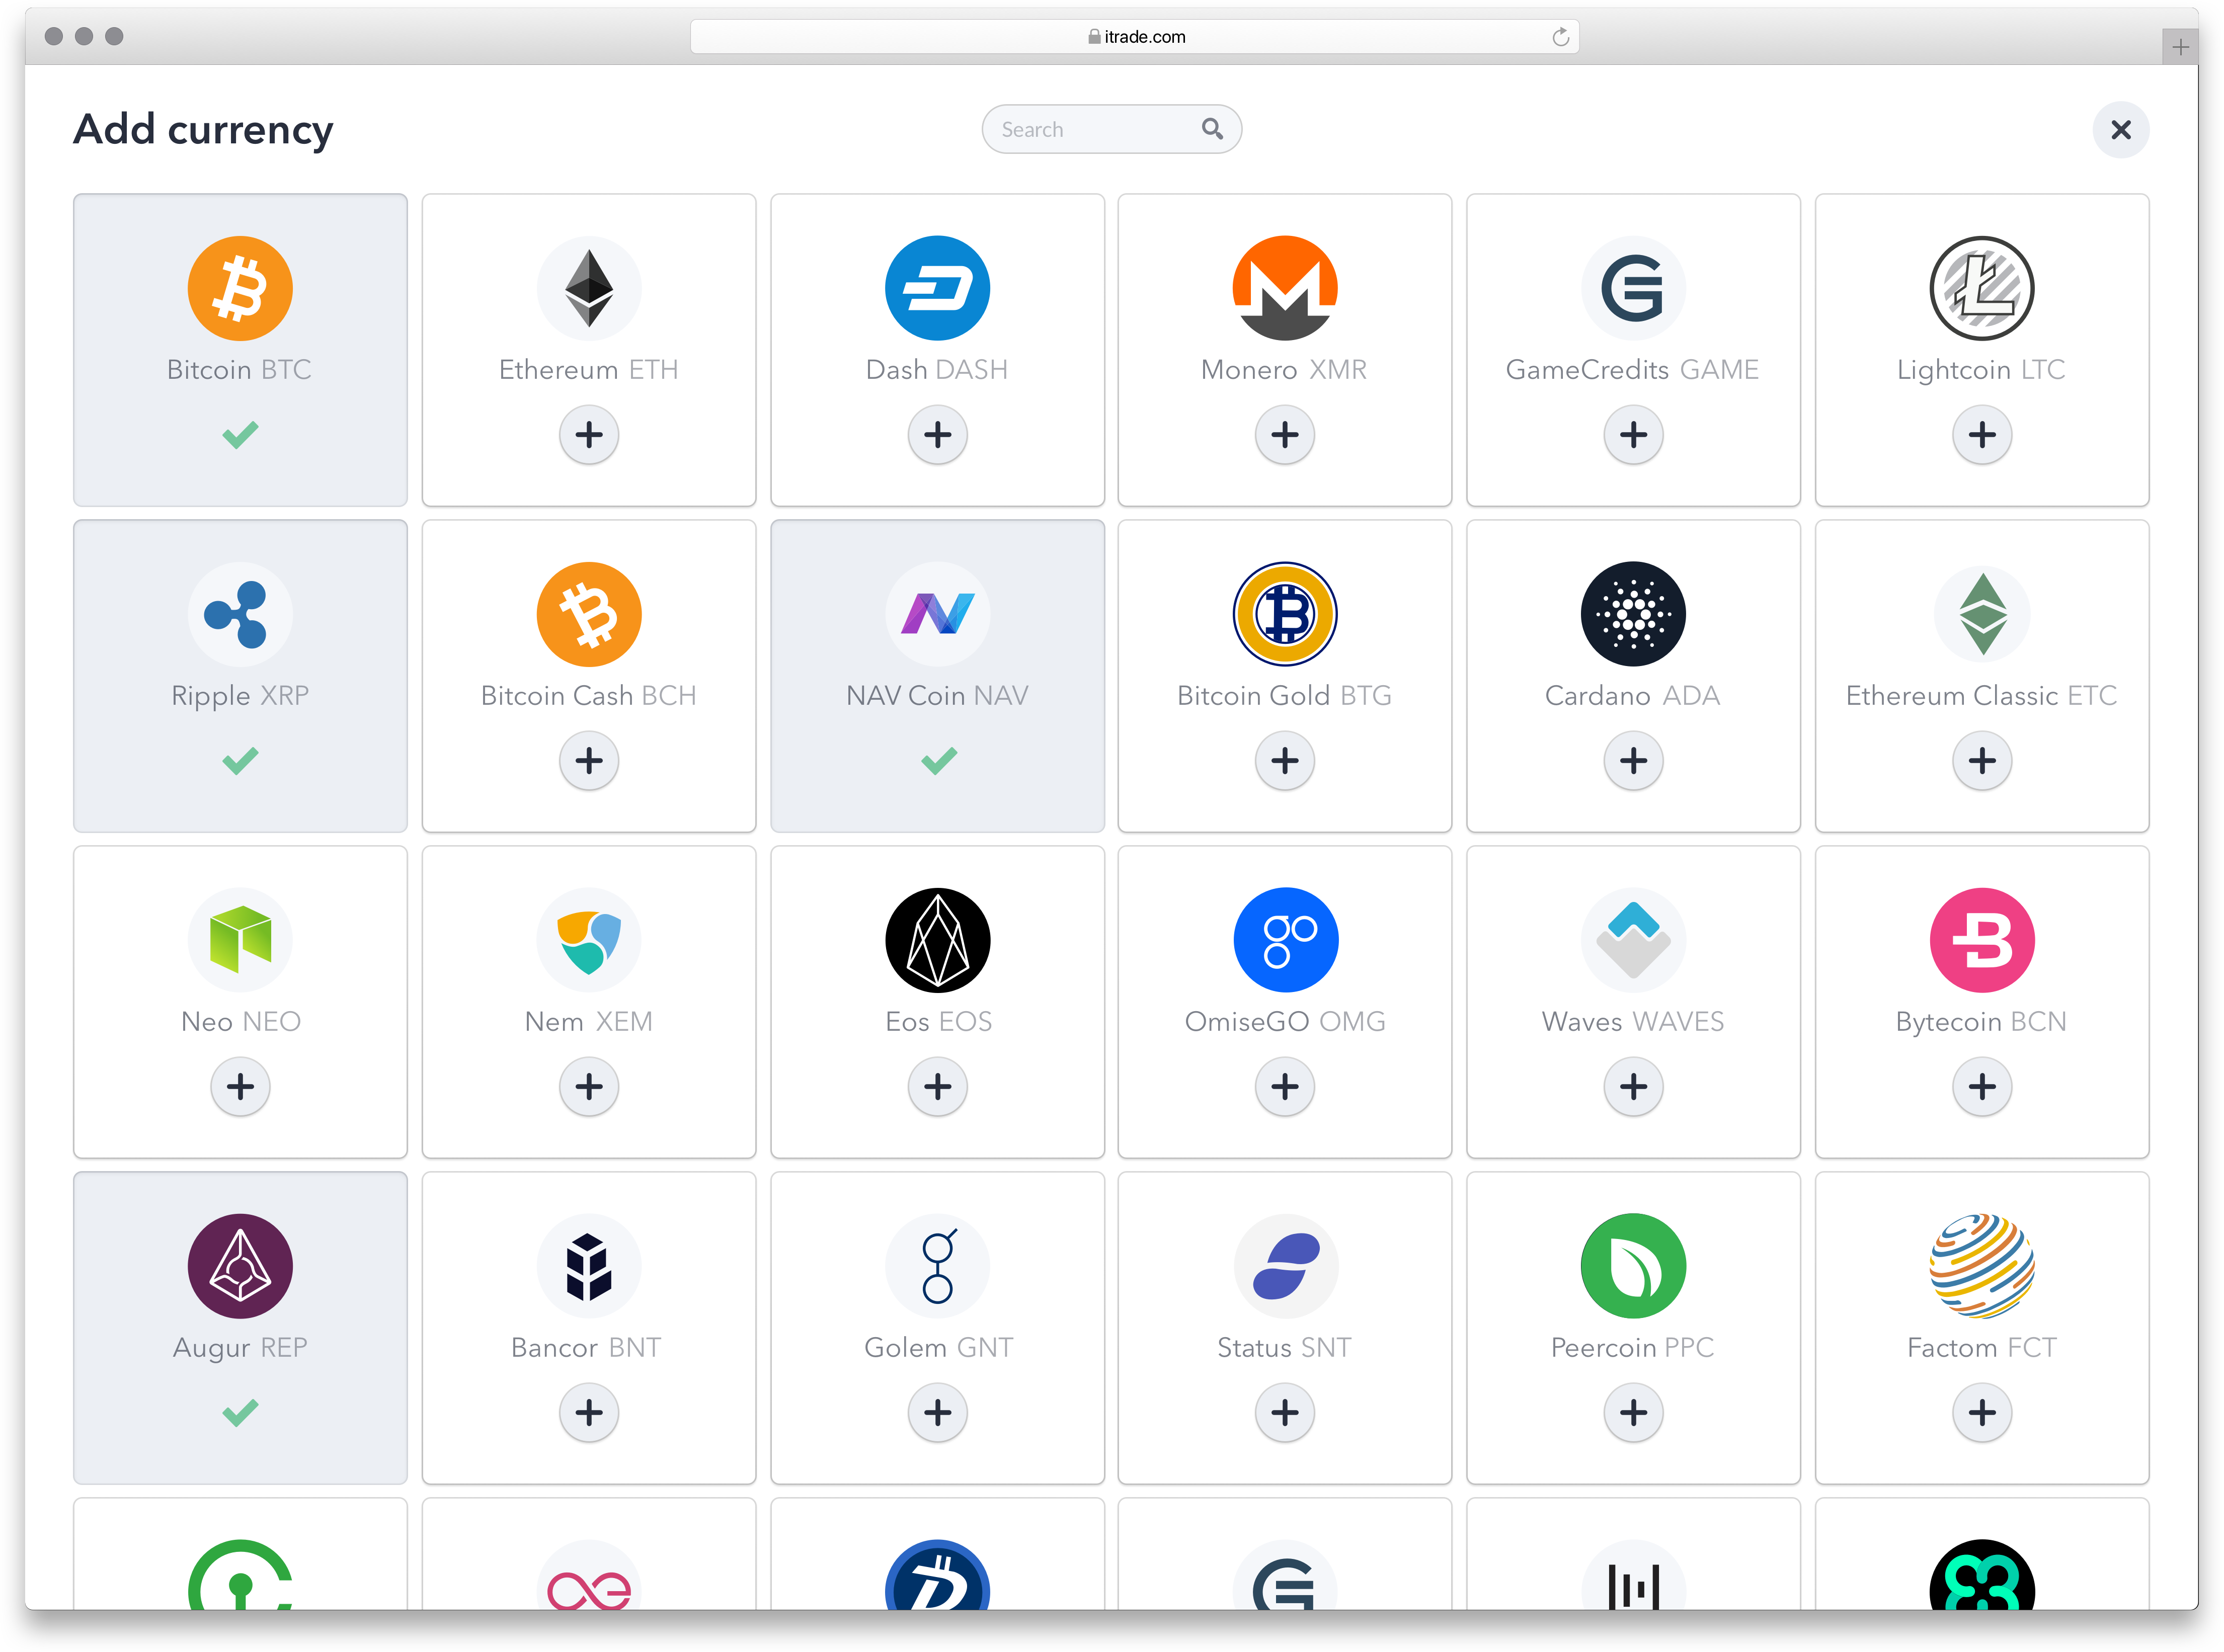 itrade.com
Add currency
Search
Bitcoin BTC
Ethereum ETH
Dash DASH
Monero XMR
GameCredits GAME
Lightcoin LTC
Ripple XRP
Bitcoin Cash BCH
NAV Coin NAV
Bitcoin Gold BTG
Cardano ADA
Ethereum Classic ETC
Neo NEO
Nem XEM
Eos EOS
OmiseGO OMG
Waves WAVES
Bytecoin BCN
Augur REP
Bancor BNT
Golem GNT
Status SNT
Peercoin PPC
Factom FCT